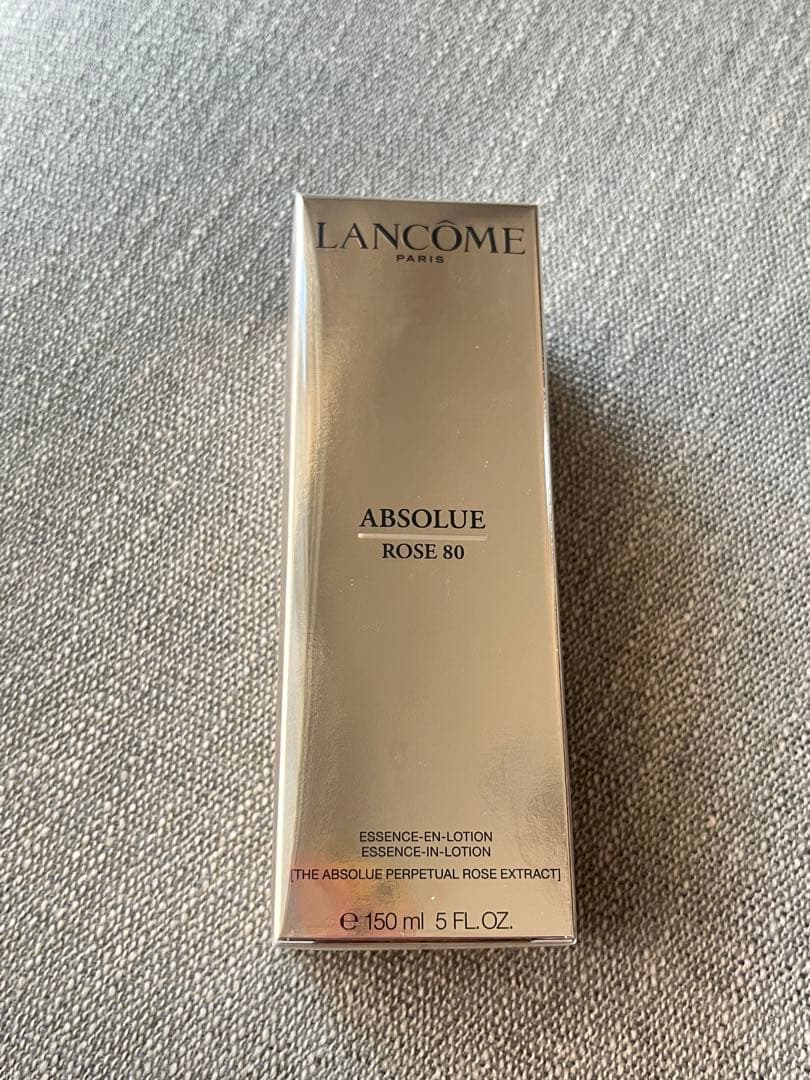 LANCÔME
PARIS
ABSOLUE
ROSE 80
ESSENCE-EN-LOTION
ESSENCE-IN-LOTION
[THE ABSOLUE PERPETUAL ROSE EXTRACT]
℮ 150 ml 5 FL.OZ.